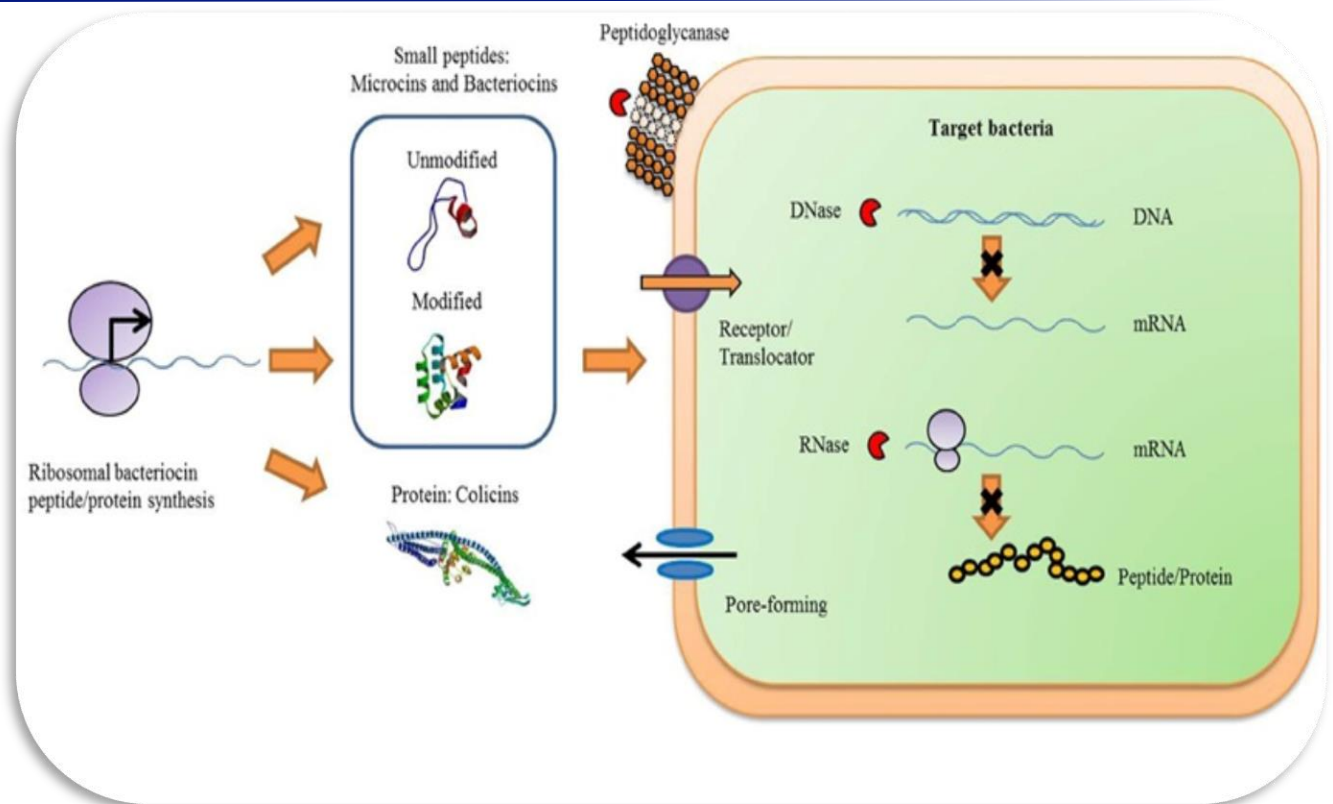 Peptidoglycanase
Small peptides:
Microcins and Bacteriocins
Unmodified
Modified
Ribosomal bacteriocin
peptide/protein synthesis
Protein: Colicins
Target bacteria
DNase
DNA
mRNA
Receptor/
Translocator
RNase
mRNA
Peptide/Protein
Pore-forming